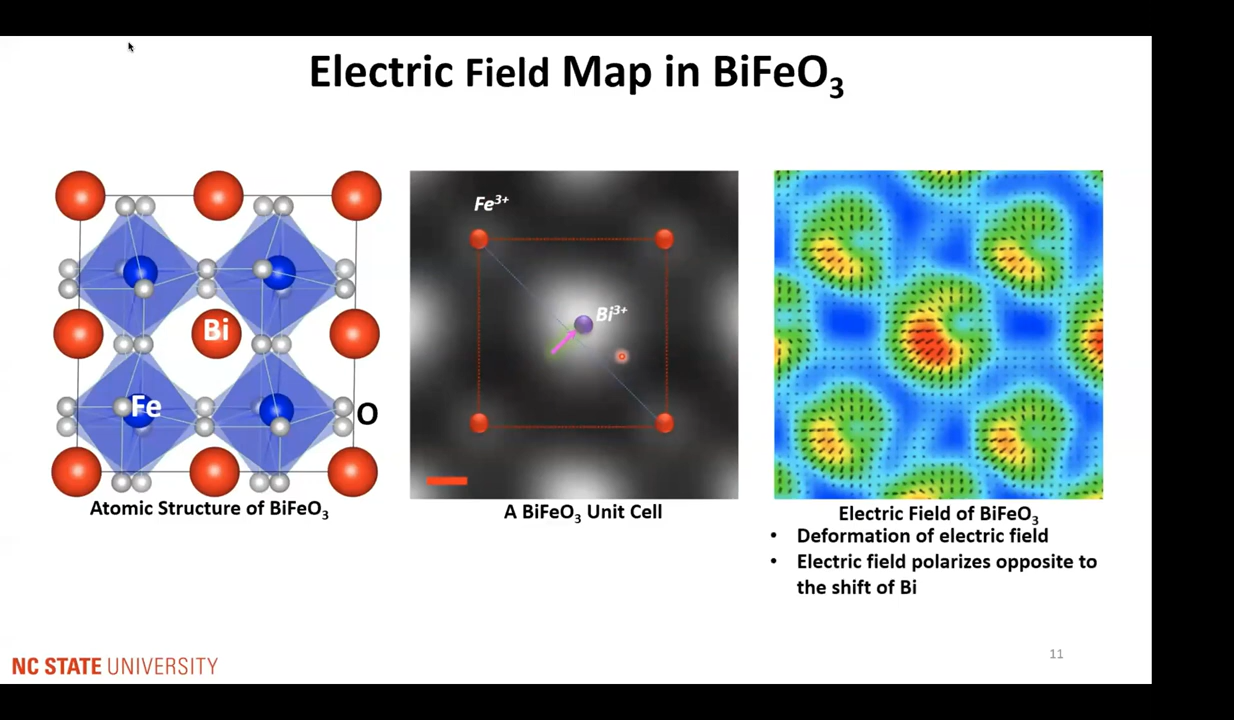 Electric Field Map in BiFeO₃
Bi
Fe
O
Atomic Structure of BiFeO₃
Fe³⁺
Bi³⁺
A BiFeO₃ Unit Cell
Electric Field of BiFeO₃
• Deformation of electric field
• Electric field polarizes opposite to
the shift of Bi
NC STATE UNIVERSITY
11